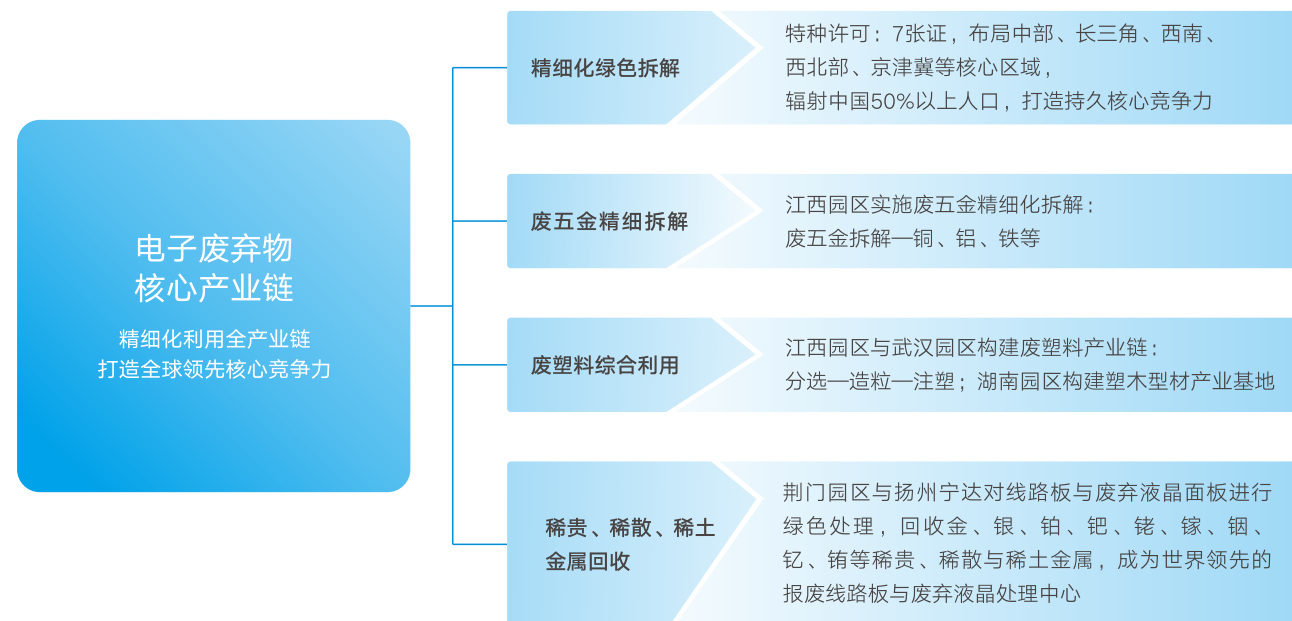 电子废弃物
核心产业链
精细化利用全产业链
打造全球领先核心竞争力
精细化绿色拆解
特种许可：7张证，布局中部、长三角、西南、
西北部、京津冀等核心区域，
辐射中国50%以上人口，打造持久核心竞争力
废五金精细拆解
江西园区实施废五金精细化拆解：
废五金拆解—铜、铝、铁等
废塑料综合利用
江西园区与武汉园区构建废塑料产业链：
分选—造粒—注塑；湖南园区构建塑木型材产业基地
稀贵、稀散、稀土
金属回收
荆门园区与扬州宁达对线路板与废弃液晶面板进行
绿色处理，回收金、银、铂、钯、铑、镓、铟、
钇、铕等稀贵、稀散与稀土金属，成为世界领先的
报废线路板与废弃液晶处理中心